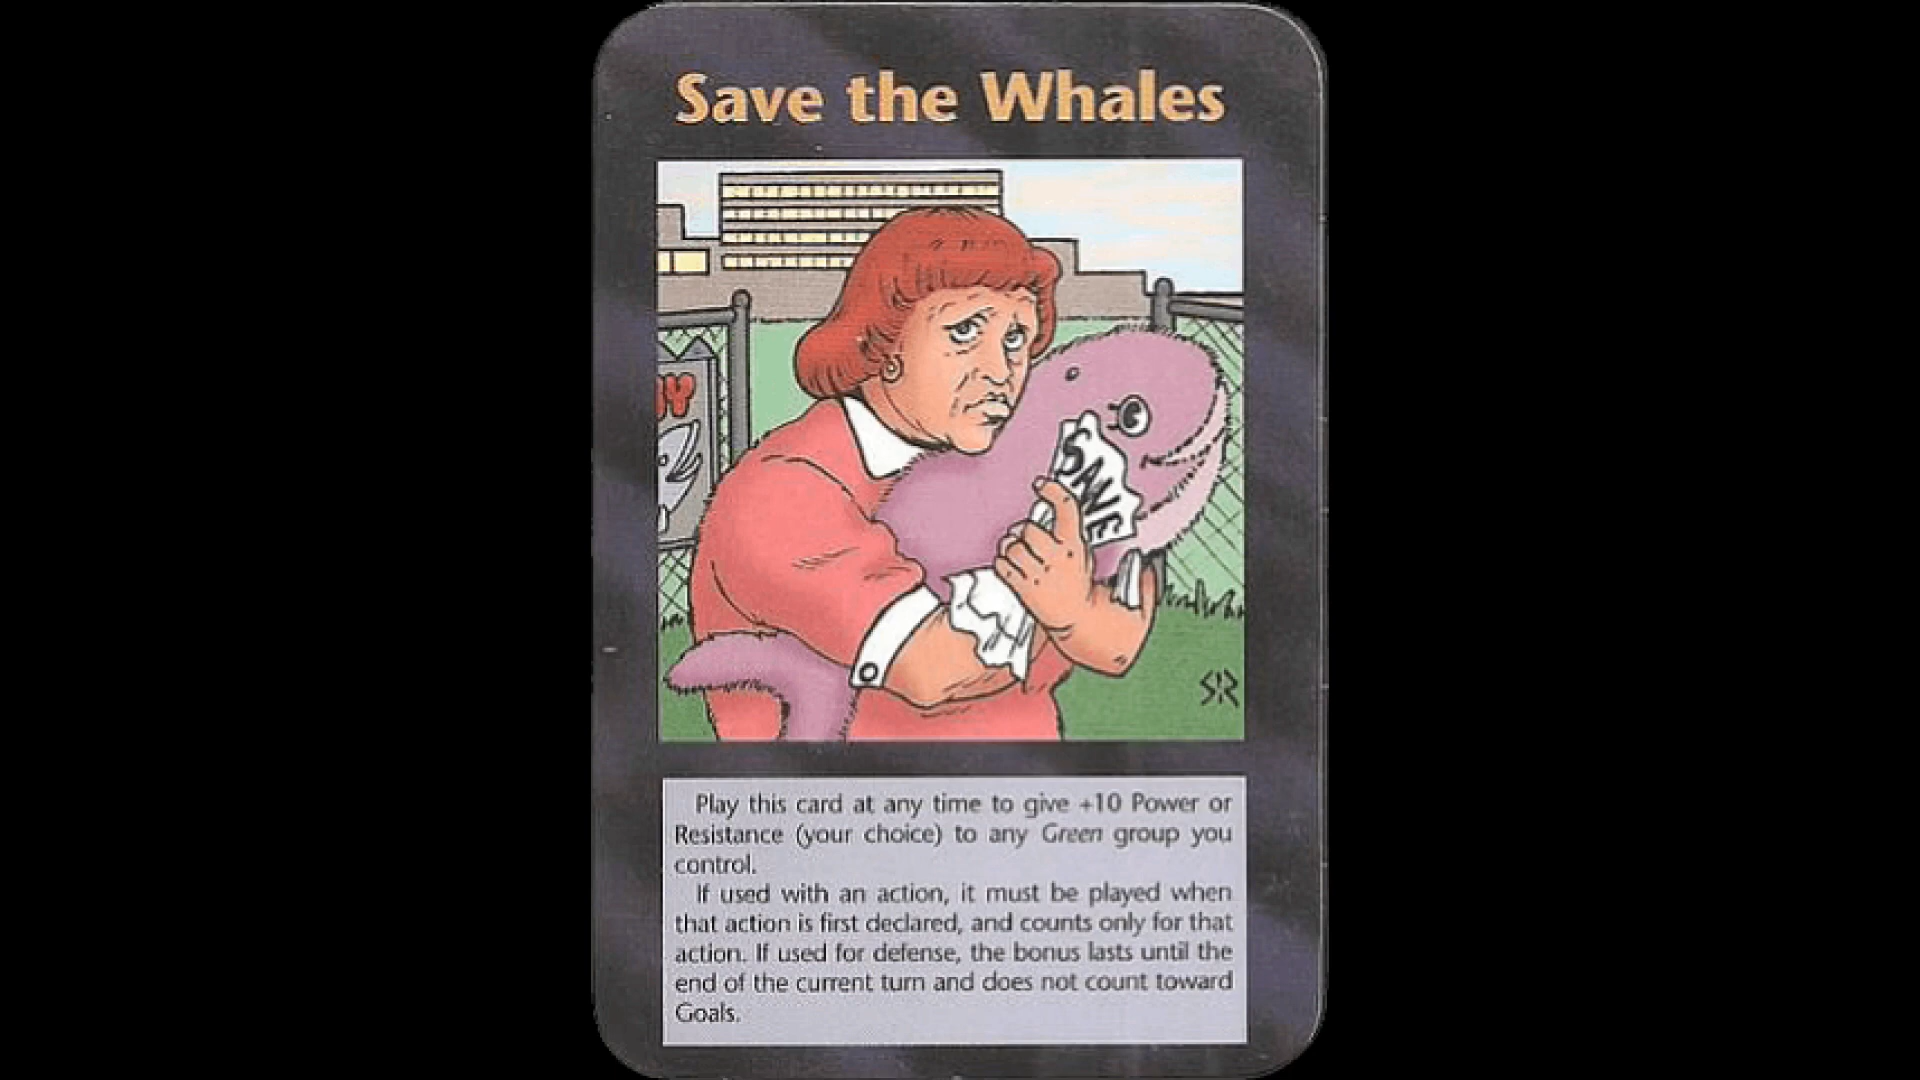 Save the Whales
SAVE
Play this card at any time to give +10 Power or
Resistance (your choice) to any Green group you
control.
If used with an action, it must be played when
that action is first declared, and counts only for that
action. If used for defense, the bonus lasts until the
end of the current turn and does not count toward
Goals.